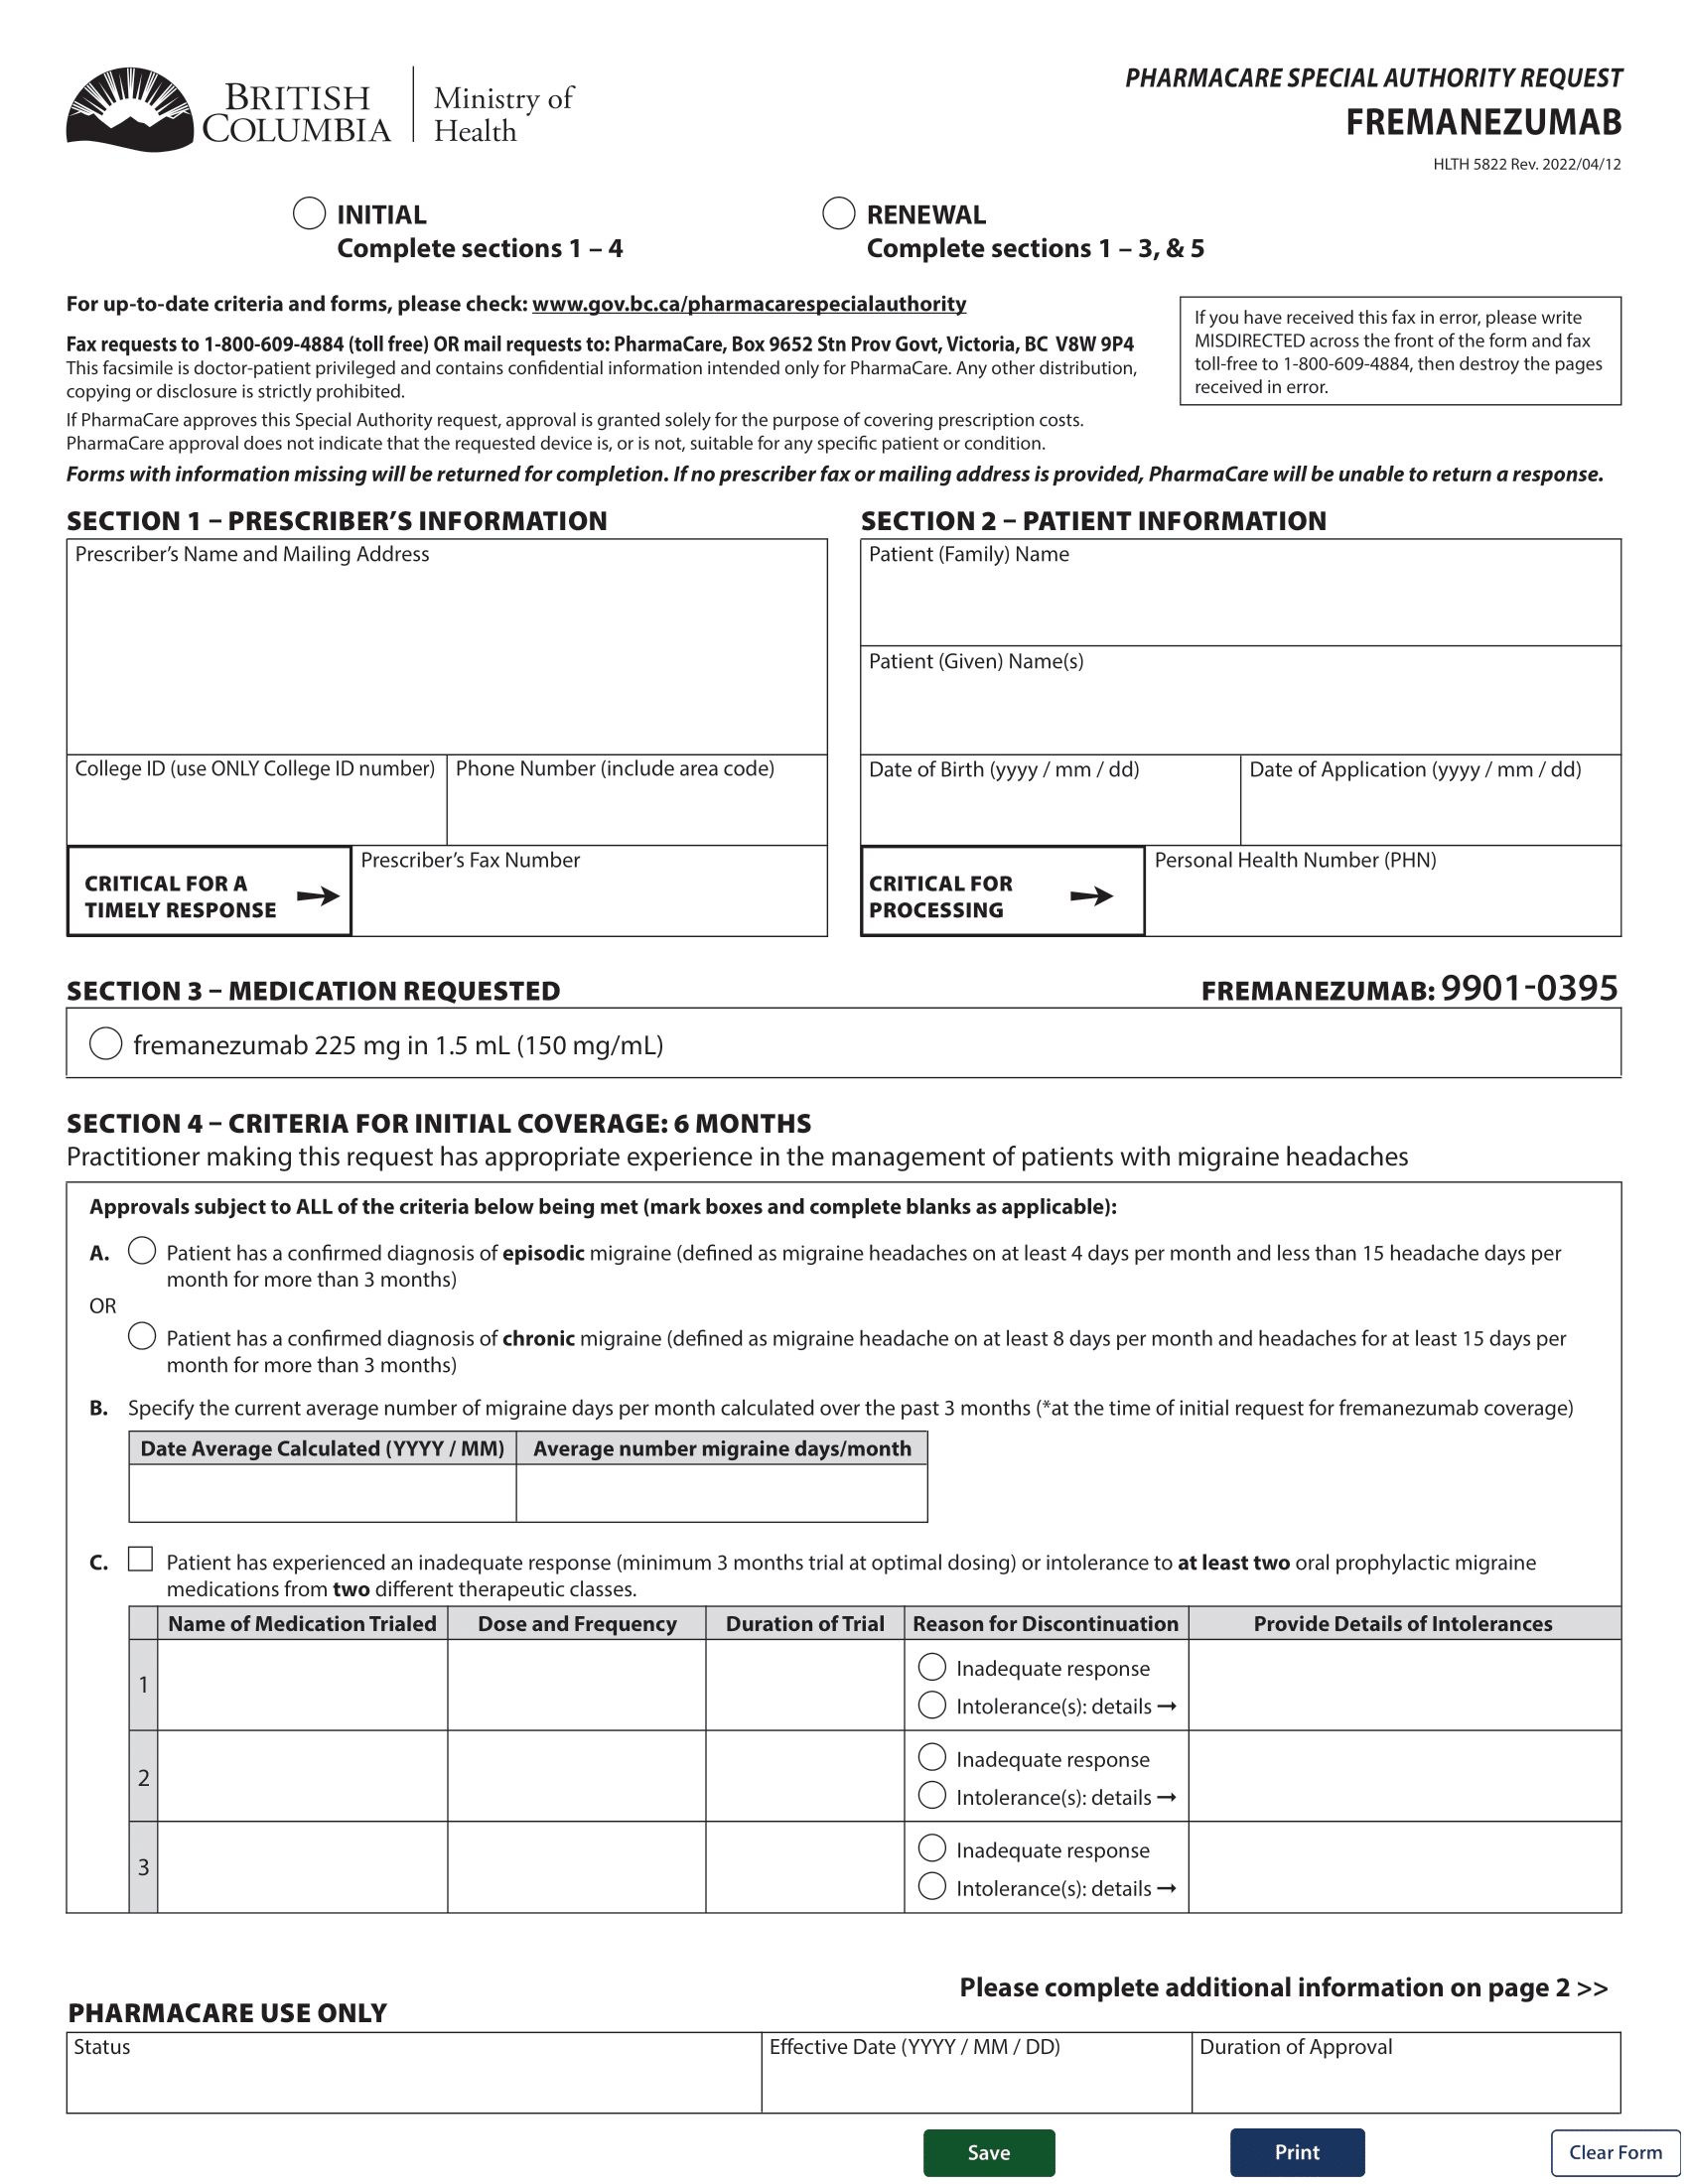 BRITISH COLUMBIA
Ministry of Health
PHARMACARE SPECIAL AUTHORITY REQUEST
FREMANEZUMAB
HLTH 5822 Rev. 2022/04/12
INITIAL
Complete sections 1 – 4
RENEWAL
Complete sections 1 – 3, & 5
For up-to-date criteria and forms, please check: www.gov.bc.ca/pharmacarespecialauthority
Fax requests to 1-800-609-4884 (toll free) OR mail requests to: PharmaCare, Box 9652 Stn Prov Govt, Victoria, BC V8W 9P4
This facsimile is doctor-patient privileged and contains confidential information intended only for PharmaCare. Any other distribution,
copying or disclosure is strictly prohibited.
If PharmaCare approves this Special Authority request, approval is granted solely for the purpose of covering prescription costs.
PharmaCare approval does not indicate that the requested device is, or is not, suitable for any specific patient or condition.
If you have received this fax in error, please write
MISDIRECTED across the front of the form and fax
toll-free to 1-800-609-4884, then destroy the pages
received in error.
Forms with information missing will be returned for completion. If no prescriber fax or mailing address is provided, PharmaCare will be unable to return a response.
SECTION 1 – PRESCRIBER'S INFORMATION
Prescriber's Name and Mailing Address
College ID (use ONLY College ID number)
Phone Number (include area code)
CRITICAL FOR A
TIMELY RESPONSE
Prescriber's Fax Number
SECTION 2 – PATIENT INFORMATION
Patient (Family) Name
Patient (Given) Name(s)
Date of Birth (yyyy / mm / dd)
Date of Application (yyyy / mm / dd)
CRITICAL FOR
PROCESSING
Personal Health Number (PHN)
SECTION 3 – MEDICATION REQUESTED
FREMANEZUMAB: 9901-0395
fremanezumab 225 mg in 1.5 mL (150 mg/mL)
SECTION 4 – CRITERIA FOR INITIAL COVERAGE: 6 MONTHS
Practitioner making this request has appropriate experience in the management of patients with migraine headaches
Approvals subject to ALL of the criteria below being met (mark boxes and complete blanks as applicable):
A. Patient has a confirmed diagnosis of episodic migraine (defined as migraine headaches on at least 4 days per month and less than 15 headache days per
month for more than 3 months)
OR
Patient has a confirmed diagnosis of chronic migraine (defined as migraine headache on at least 8 days per month and headaches for at least 15 days per
month for more than 3 months)
B. Specify the current average number of migraine days per month calculated over the past 3 months (*at the time of initial request for fremanezumab coverage)
Date Average Calculated (YYYY / MM) Average number migraine days/month
C. Patient has experienced an inadequate response (minimum 3 months trial at optimal dosing) or intolerance to at least two oral prophylactic migraine
medications from two different therapeutic classes.
Name of Medication Trialed Dose and Frequency Duration of Trial Reason for Discontinuation Provide Details of Intolerances
1
Inadequate response
Intolerance(s): details ➞
2
Inadequate response
Intolerance(s): details ➞
3
Inadequate response
Intolerance(s): details ➞
Please complete additional information on page 2 >>
PHARMACARE USE ONLY
Status
Effective Date (YYYY / MM / DD)
Duration of Approval
Save
Print
Clear Form